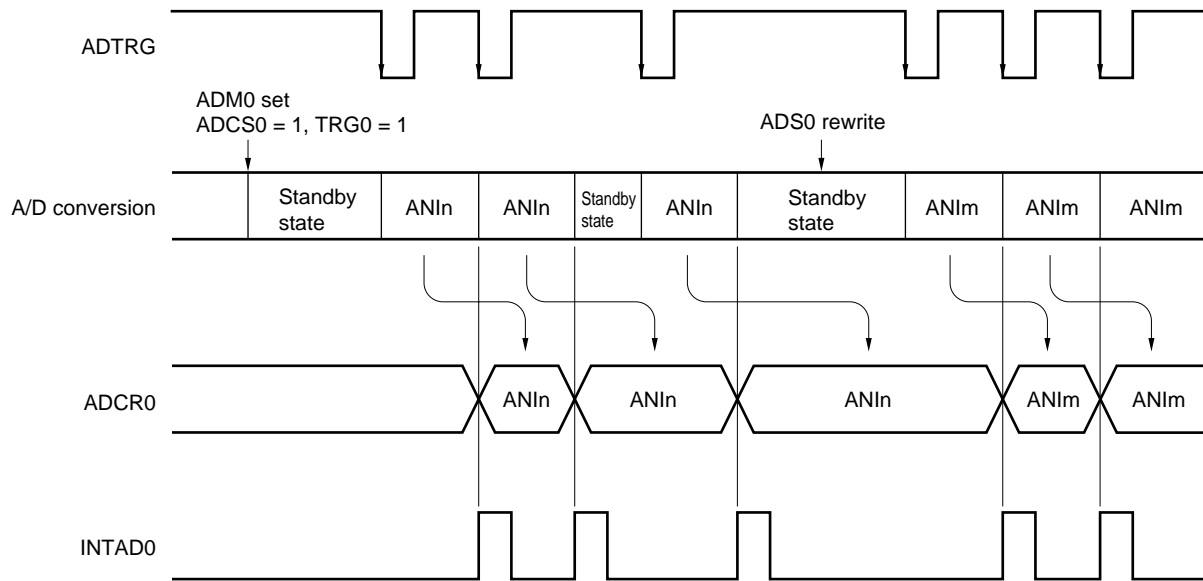 ADTRG
ADM0 set
ADCS0 = 1, TRG0 = 1
ADS0 rewrite
A/D conversion
Standby
state
ANIn
ANIn
Standby
state
ANIn
Standby
state
ANIm
ANIm
ANIm
ADCR0
ANIn
ANIn
ANIn
ANIm
ANIm
INTAD0